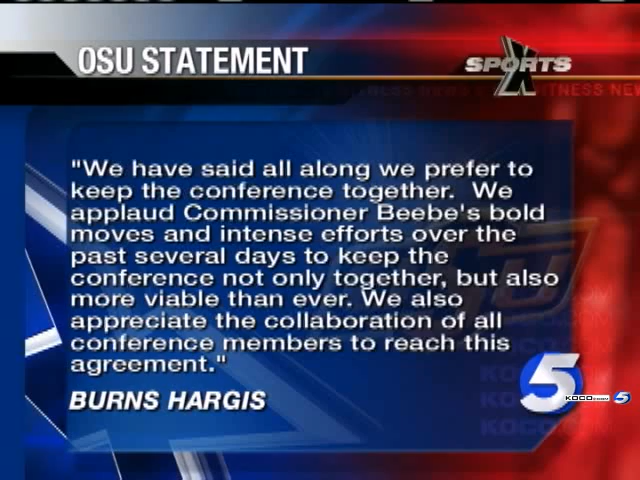 OSU STATEMENT
SPORTS
X
"We have said all along we prefer to
keep the conference together.  We
applaud Commissioner Beebe's bold
moves and intense efforts over the
past several days to keep the
conference not only together, but also
more viable than ever. We also
appreciate the collaboration of all
conference members to reach this
agreement."
BURNS HARGIS
5
KOCO.COM 5